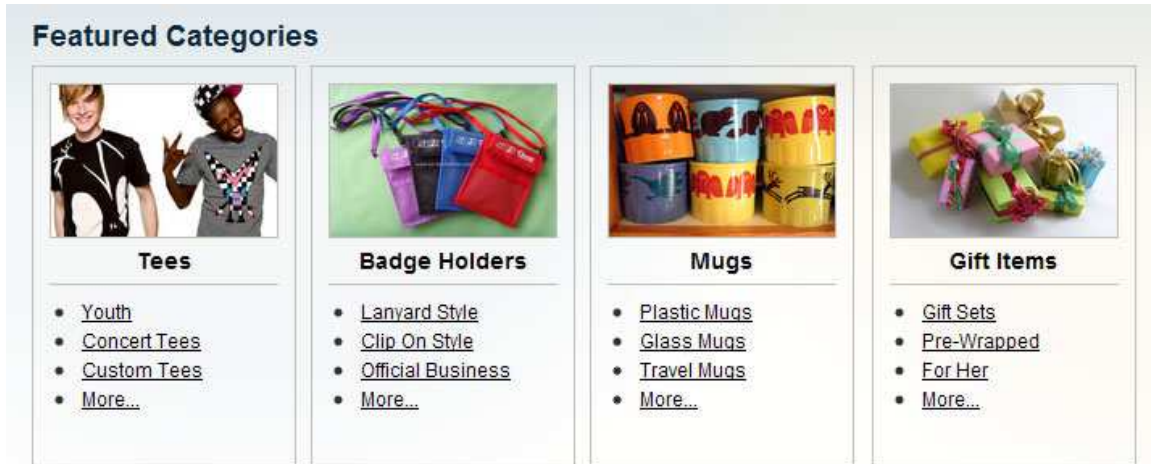 Featured Categories
Tees
Youth
Concert Tees
Custom Tees
More...
Badge Holders
Lanyard Style
Clip On Style
Official Business
More...
Mugs
Plastic Mugs
Glass Mugs
Travel Mugs
More...
Gift Items
Gift Sets
Pre-Wrapped
For Her
More...